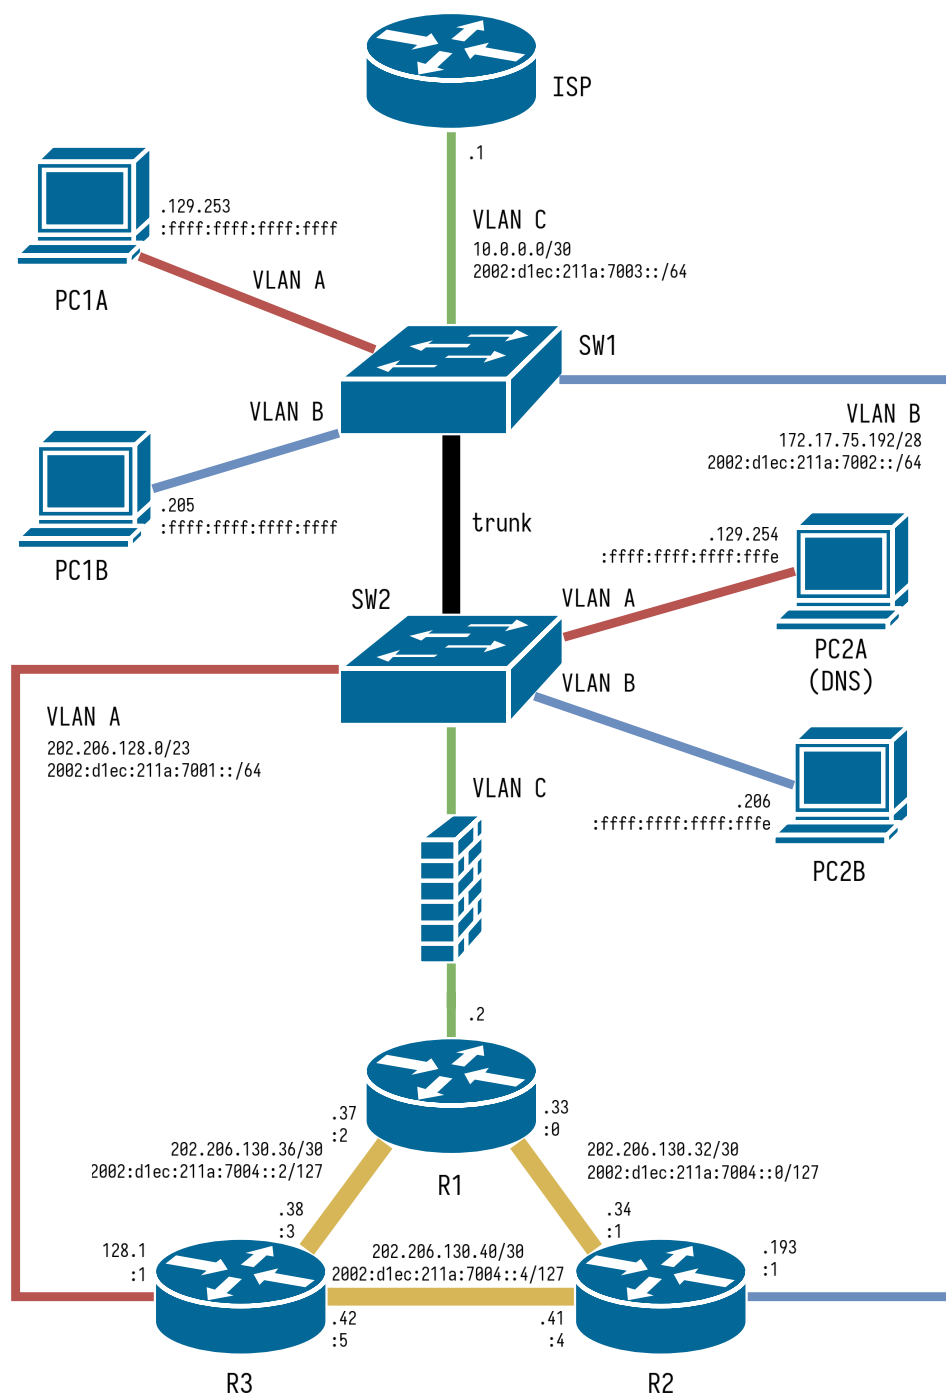 ISP
.1
VLAN C
10.0.0.0/30
2002:d1ec:211a:7003::/64
.129.253
:ffff:ffff:ffff:ffff
VLAN A
PC1A
SW1
VLAN B
VLAN B
172.17.75.192/28
2002:d1ec:211a:7002::/64
.205
:ffff:ffff:ffff:ffff
PC1B
trunk
.129.254
:ffff:ffff:ffff:fffe
SW2
VLAN A
PC2A
(DNS)
VLAN B
VLAN A
202.206.128.0/23
2002:d1ec:211a:7001::/64
VLAN C
.206
:ffff:ffff:ffff:fffe
PC2B
.2
.37
:2
.33
:0
202.206.130.36/30
2002:d1ec:211a:7004::2/127
202.206.130.32/30
2002:d1ec:211a:7004::0/127
R1
.38
:3
.34
:1
128.1
:1
202.206.130.40/30
2002:d1ec:211a:7004::4/127
.193
:1
.42
:5
.41
:4
R3
R2